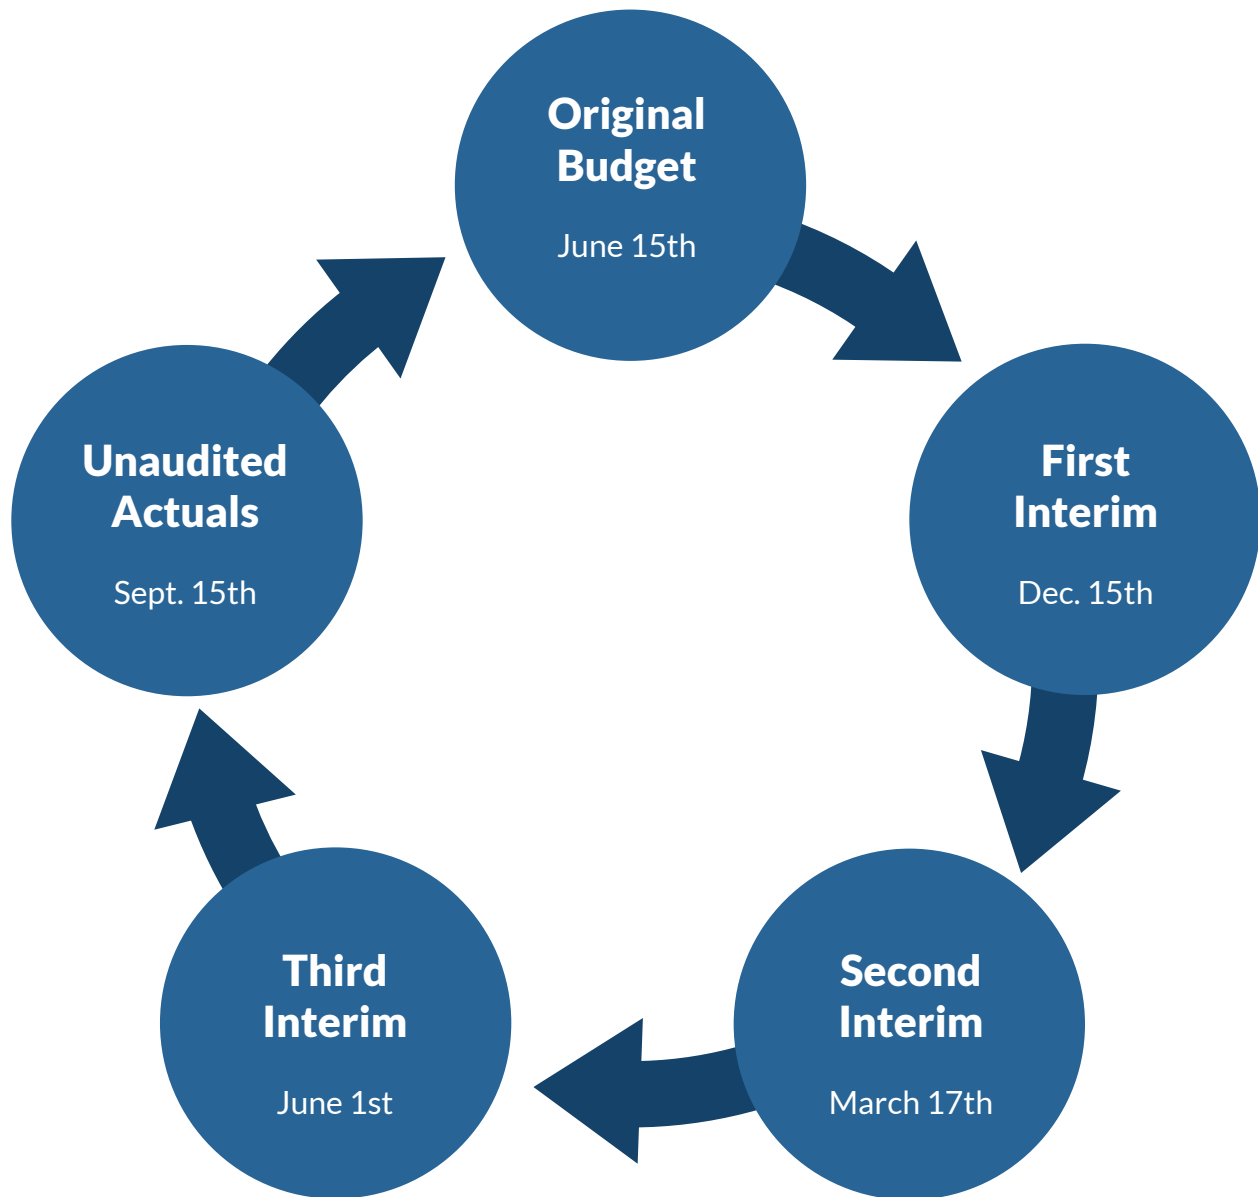 Original
Budget
June 15th
First
Interim
Dec. 15th
Second
Interim
March 17th
Third
Interim
June 1st
Unaudited
Actuals
Sept. 15th